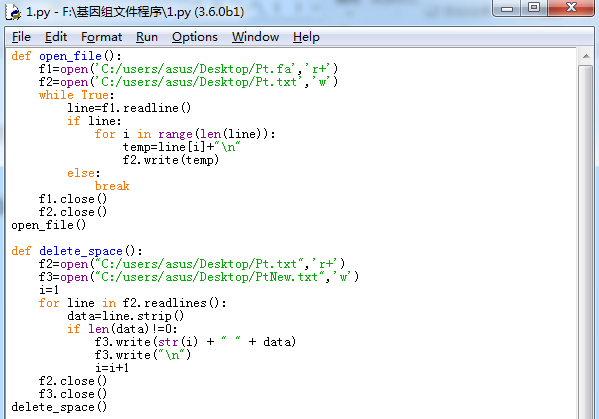 1.py - F:\基因组文件程序\1.py (3.6.0b1)
File Edit Format Run Options Window Help
def open_file():
    f1=open('C:/users/asus/Desktop/Pt.fa','r+')
    f2=open('C:/users/asus/Desktop/Pt.txt','w')
    while True:
        line=f1.readline()
        if line:
            for i in range(len(line)):
                temp=line[i]+"\n"
                f2.write(temp)
        else:
            break
    f1.close()
    f2.close()
open_file()

def delete_space():
    f2=open("C:/users/asus/Desktop/Pt.txt",'r+')
    f3=open("C:/users/asus/Desktop/PtNew.txt",'w')
    i=1
    for line in f2.readlines():
        data=line.strip()
        if len(data)!=0:
            f3.write(str(i) + " " + data)
            f3.write("\n")
            i=i+1
    f2.close()
    f3.close()
delete_space()